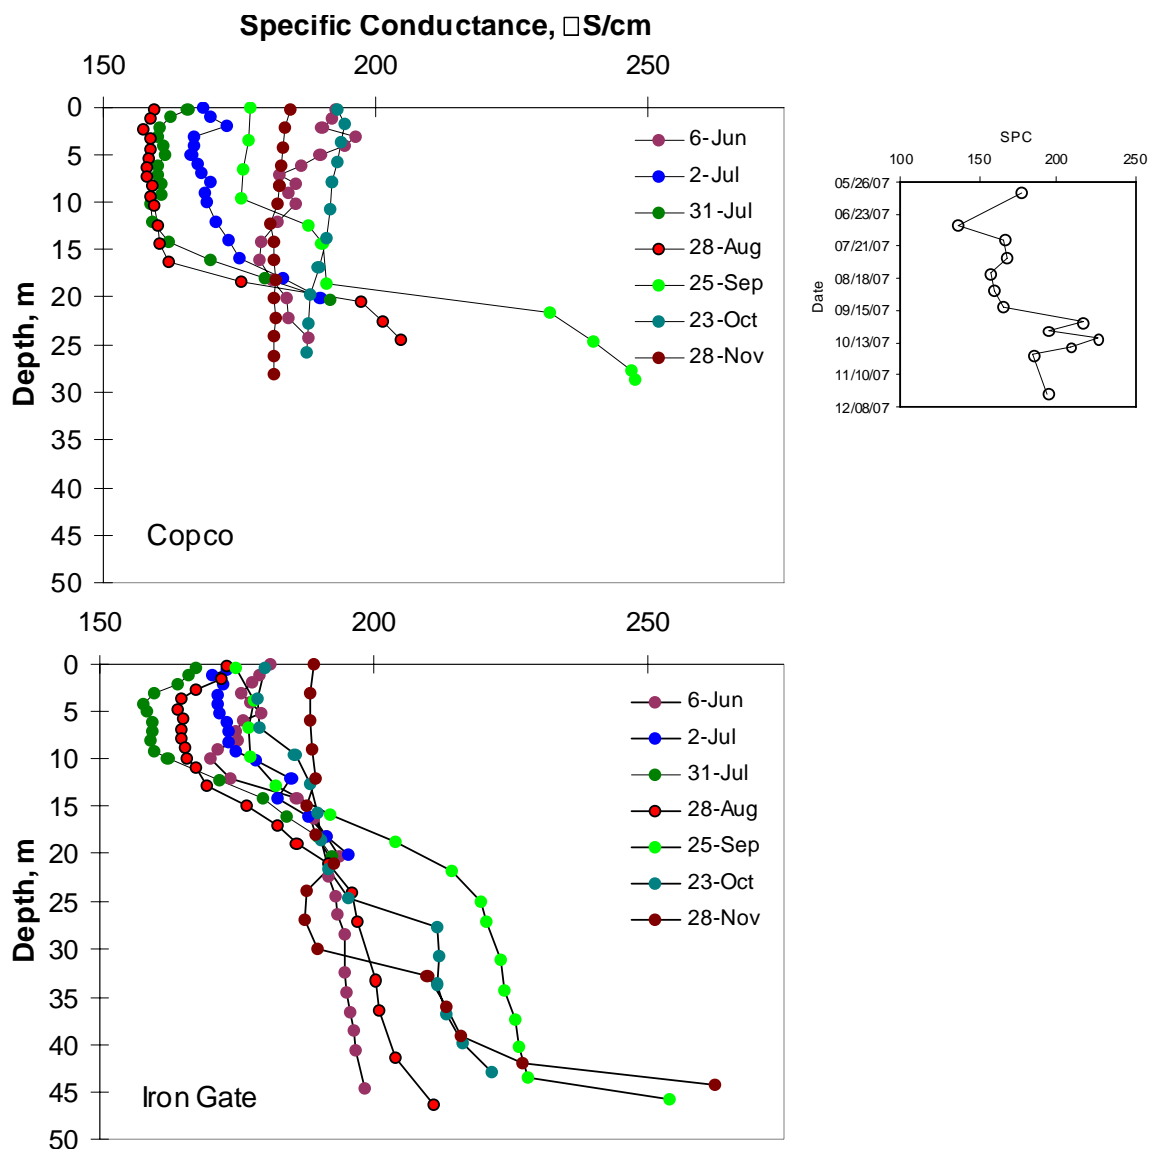 Specific Conductance, □S/cm
150 200 250
0
5
10
15
20
25
30
35
40
45
50
Depth, m
6-Jun
2-Jul
31-Jul
28-Aug
25-Sep
23-Oct
28-Nov
Copco
SPC
100 150 200 250
05/26/07
06/23/07
07/21/07
08/18/07
09/15/07
10/13/07
11/10/07
12/08/07
Date
150 200 250
0
5
10
15
20
25
30
35
40
45
50
Depth, m
6-Jun
2-Jul
31-Jul
28-Aug
25-Sep
23-Oct
28-Nov
Iron Gate